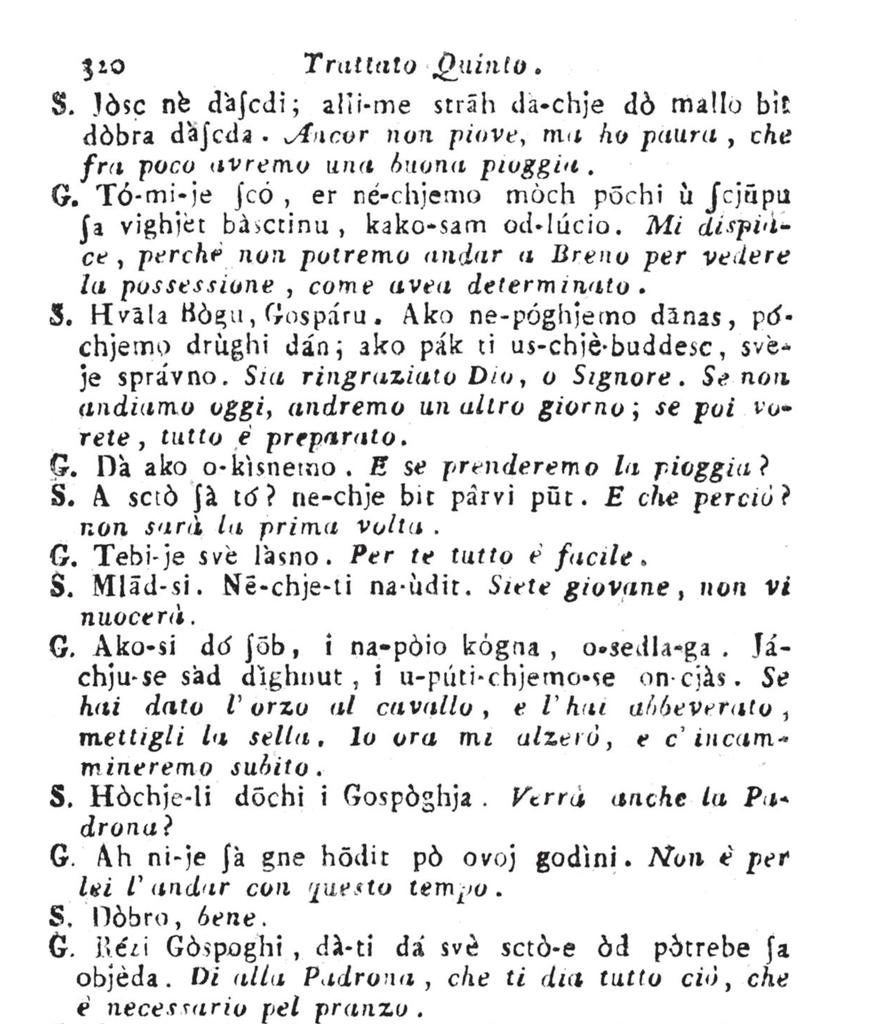 320 Trattato Quinto.
S. Jòsc nè dàſcdi; alii-me strāh dà-chje dò mallo bit
dòbra dàſcda. Ancor non piove, ma ho paura, che
fra poco avremo una buona pioggia.
G. Tó-mi-je ſcó, er né-chjemo mòch pōchi ù ſcjūpu
ſa vighjet bàsctinu, kako-sam od-lúcio. Mi dispia-
ce, perchè non potremo andar a Breno per vedere
la possessione, come avea determinato.
S. Hvāla Bògu, Gospáru. Ako ne-póghjemo dānas, pó-
chjemo drùghi dán; ako pák ti us-chjè-buddesc, svè-
je správno. Sia ringraziato Dio, o Signore. Se non
andiamo oggi, andremo un altro giorno; se poi vo-
rete, tutto è preparato.
G. Dà ako o-kìsnemo. E se prenderemo la pioggia?
S. A sctò ſà tó? ne-chje bit pârvi pūt. E che perciò?
non sarà la prima volta.
G. Tebi-je svè làsno. Per te tutto è facile.
S. Mlād-si. Nē-chje-ti na-ùdit. Siete giovane, non vi
nuocerà.
G. Ako-si dó ſōb, i na-pòio kógna, o-sedla-ga. Já-
chju-se sàd dìghnut, i u-púti-chjemo-se on-cjàs. Se
hai dato l'orzo al cavallo, e l'hai abbeverato,
mettigli la sella. Io ora mi alzerò, e c'incam-
mineremo subito.
S. Hòchje-li dōchi i Gospòghja. Verrà anche la Pa-
drona?
G. Ah ni-je ſà gne hōdit pò ovoj godìni. Non è per
lei l'andar con questo tempo.
S. Dòbro, bene.
G. Rézi Gòspoghi, dà-ti dá svè sctò-e òd pòtrebe ſa
objèda. Di alla Padrona, che ti dia tutto ciò, che
è necessario pel pranzo.